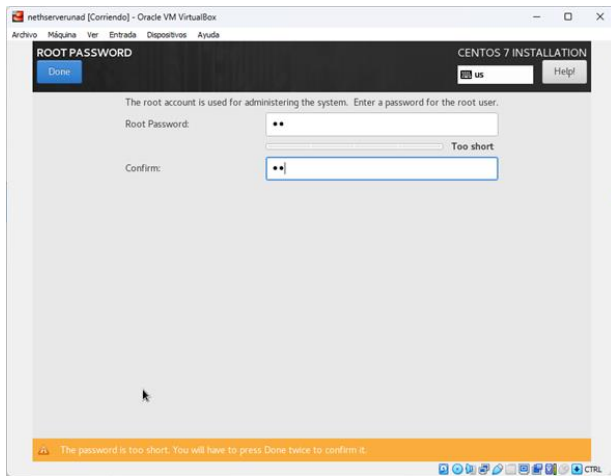 nethserverunad [Corriendo] - Oracle VM VirtualBox
Archivo Máquina Ver Entrada Dispositivos Ayuda
ROOT PASSWORD
CENTOS 7 INSTALLATION
Done
us
Help!
The root account is used for administering the system. Enter a password for the root user.
Root Password:
••
Too short
Confirm:
••
The password is too short. You will have to press Done twice to confirm it.
CTRL